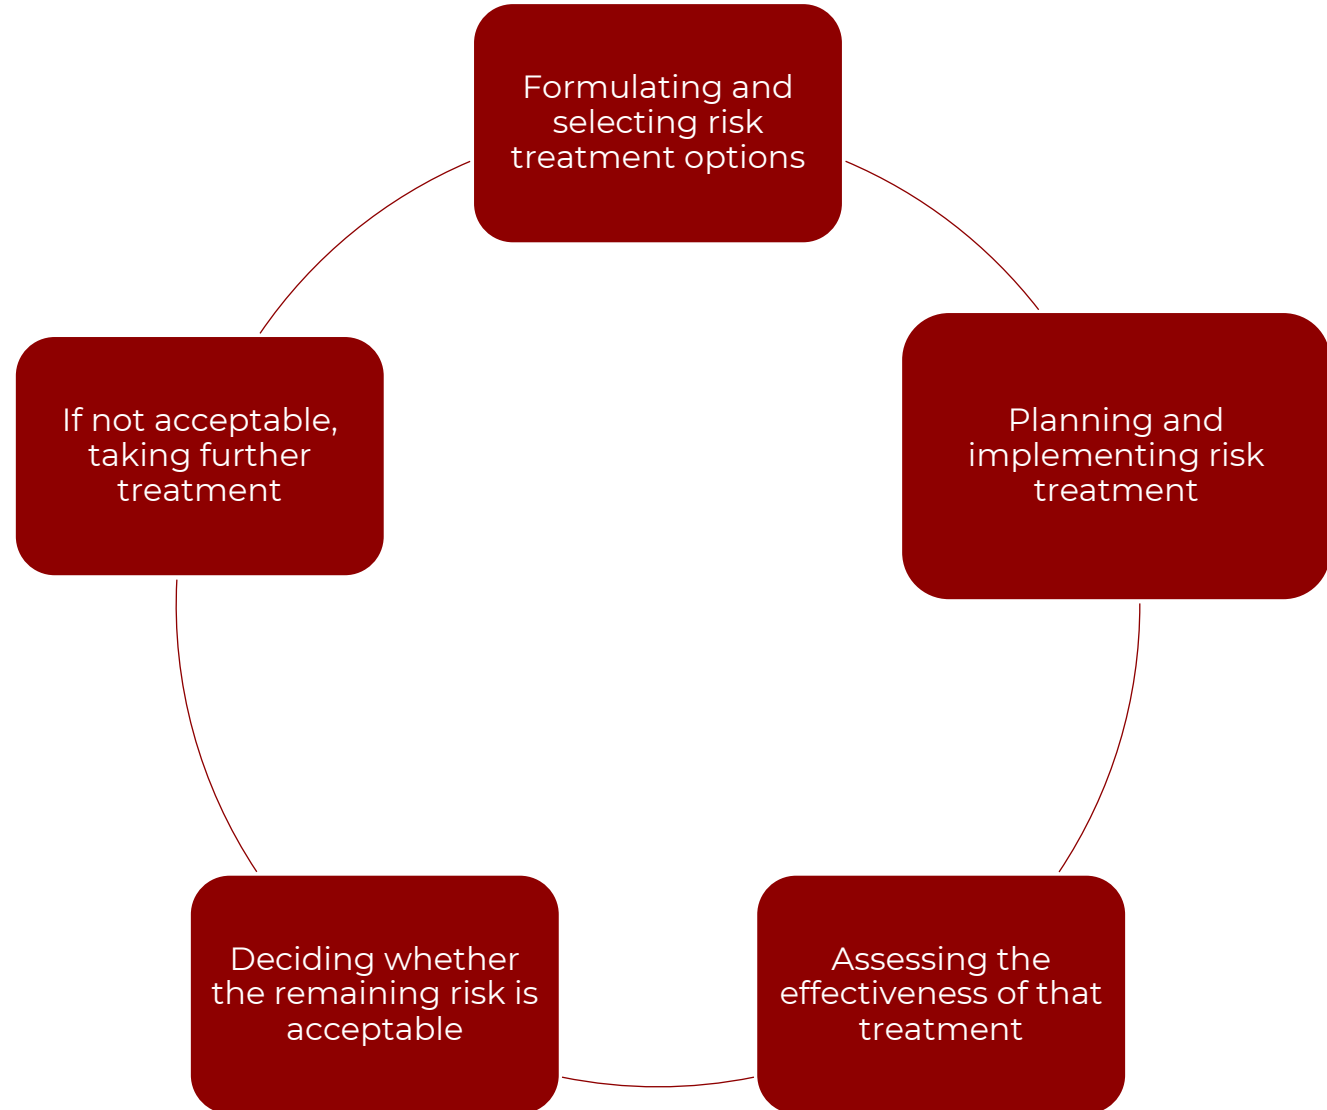 Formulating and
selecting risk
treatment options
Planning and
implementing risk
treatment
Assessing the
effectiveness of that
treatment
Deciding whether
the remaining risk is
acceptable
If not acceptable,
taking further
treatment